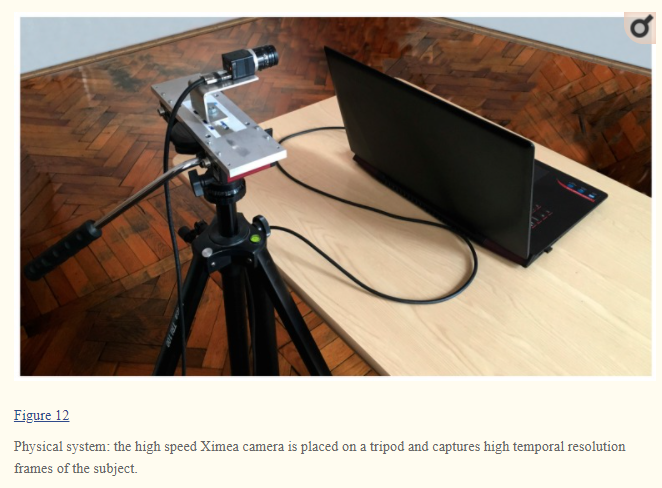 Figure 12
Physical system: the high speed Ximea camera is placed on a tripod and captures high temporal resolution
frames of the subject.